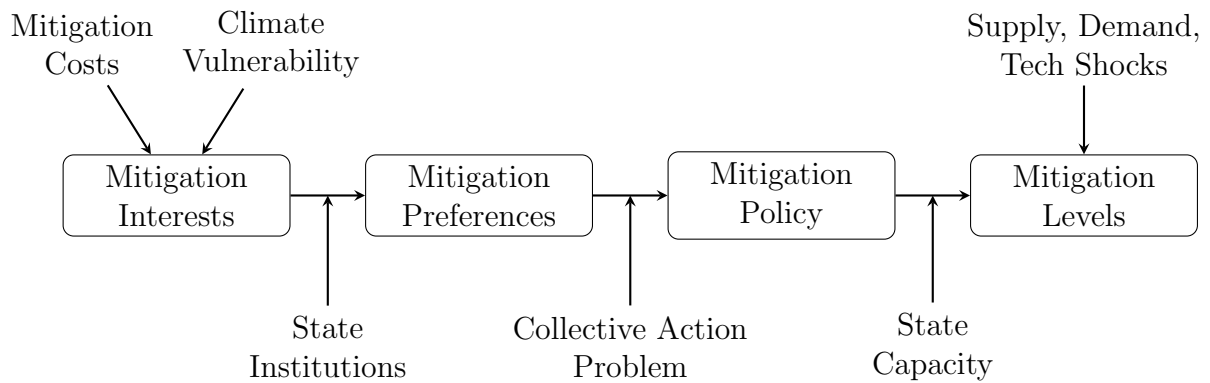 Mitigation
Costs
Climate
Vulnerability
Supply, Demand,
Tech Shocks
Mitigation
Interests
Mitigation
Preferences
Mitigation
Policy
Mitigation
Levels
State
Institutions
Collective Action
Problem
State
Capacity